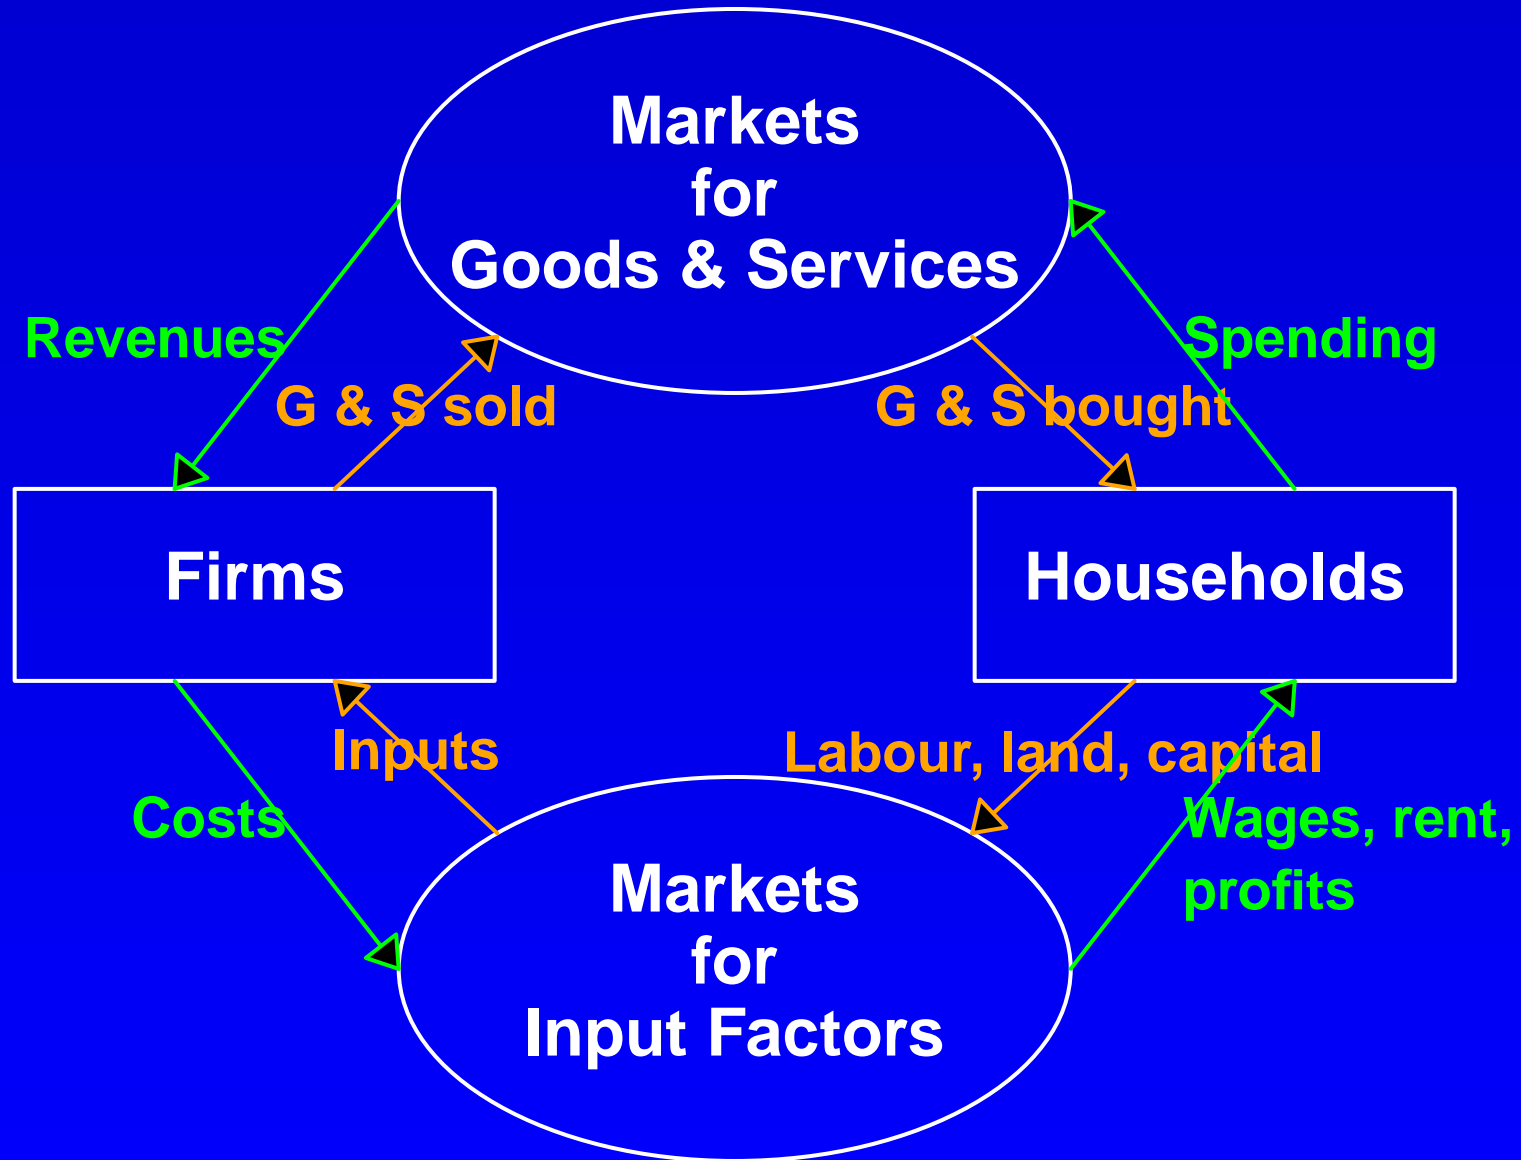 Markets
for
Goods & Services
Revenues
Spending
G & S sold
G & S bought
Firms
Households
Inputs
Labour, land, capital
Costs
Wages, rent,
profits
Markets
for
Input Factors